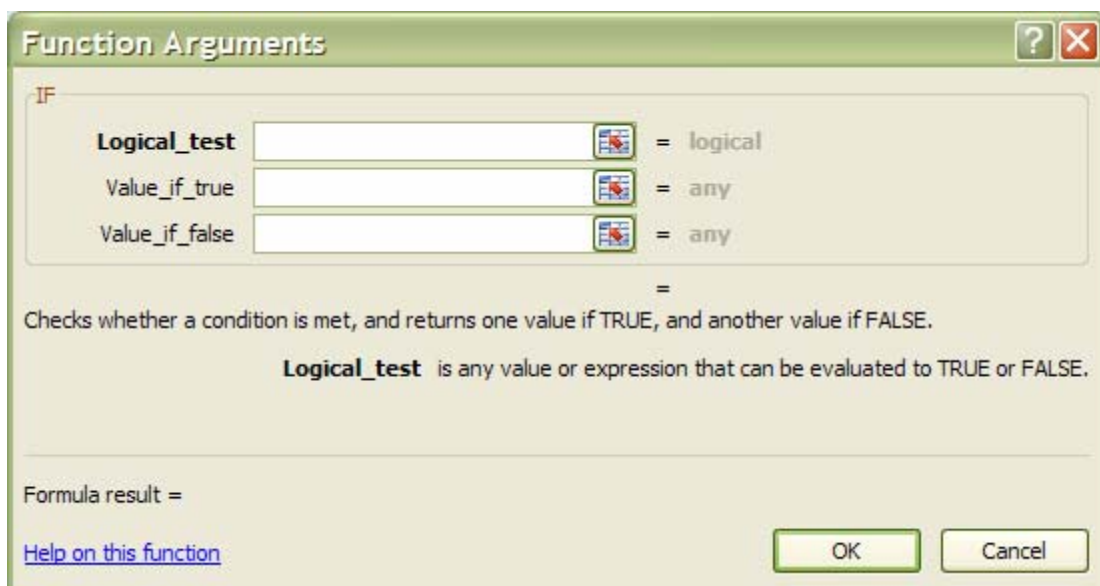 Function Arguments
?
IF
Logical_test = logical
Value_if_true = any
Value_if_false = any
=
Checks whether a condition is met, and returns one value if TRUE, and another value if FALSE.
Logical_test is any value or expression that can be evaluated to TRUE or FALSE.
Formula result =
Help on this function OK Cancel